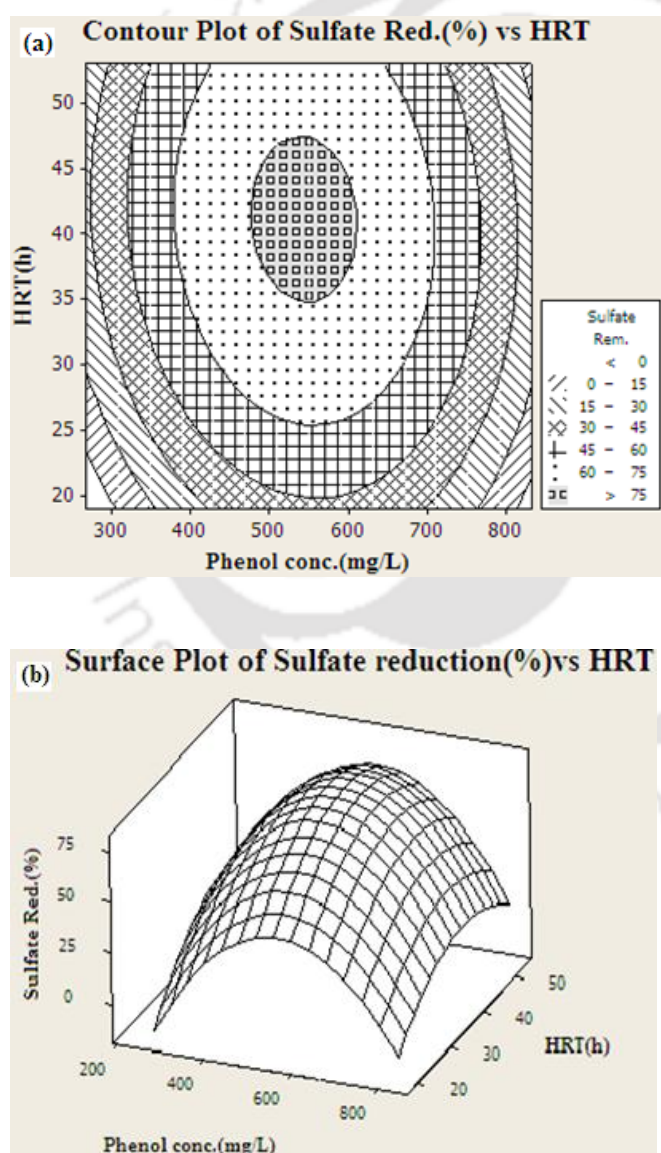 (a) Contour Plot of Sulfate Red.(%) vs HRT
50
45
40
35
30
25
20
HRT(h)
300 400 500 600 700 800
Phenol conc.(mg/L)
Sulfate
Rem.
< 0
0 – 15
15 – 30
30 – 45
45 – 60
60 – 75
> 75
Ins
(b) Surface Plot of Sulfate reduction(%)vs HRT
75
50
25
0
Sulfate Red.(%)
200 400 600 800
Phenol conc.(mg/L)
20 30 40 50
HRT(h)